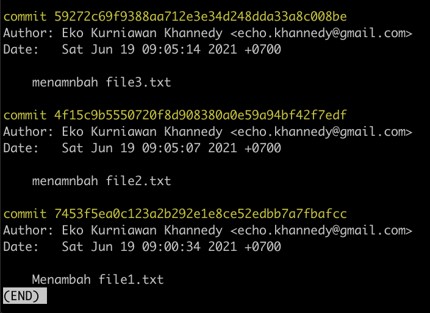 commit 59272c69f9388aa712e3e34d248dda33a8c008be
Author: Eko Kurniawan Khannedy <echo.khannedy@gmail.com>
Date:   Sat Jun 19 09:05:14 2021 +0700
menamnbah file3.txt
commit 4f15c9b5550720f8d908380a0e59a94bf42f7edf
Author: Eko Kurniawan Khannedy <echo.khannedy@gmail.com>
Date:   Sat Jun 19 09:05:07 2021 +0700
menamnbah file2.txt
commit 7453f5ea0c123a2b292e1e8ce52edbb7a7fbafcc
Author: Eko Kurniawan Khannedy <echo.khannedy@gmail.com>
Date:   Sat Jun 19 09:00:34 2021 +0700
Menambah file1.txt
(END)